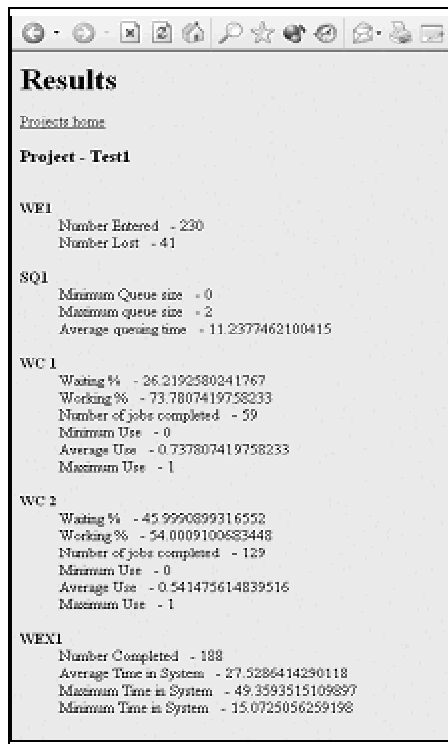 Results
Projects home
Project - Test1
WE1
Number Entered - 230
Number Lost - 41
SQ1
Minimum Queue size - 0
Maximum queue size - 2
Average queuing time - 11.2377462100415
WC 1
Waiting % - 26.2192580241767
Working % - 73.7807419758233
Number of jobs completed - 59
Minimum Use - 0
Average Use - 0.737807419758233
Maximum Use - 1
WC 2
Waiting % - 45.9990899316552
Working % - 54.0009100683448
Number of jobs completed - 129
Minimum Use - 0
Average Use - 0.541475614839516
Maximum Use - 1
WEX1
Number Completed - 188
Average Time in System - 27.5286414290118
Maximum Time in System - 49.3593515109897
Minimum Time in System - 15.0725056259198